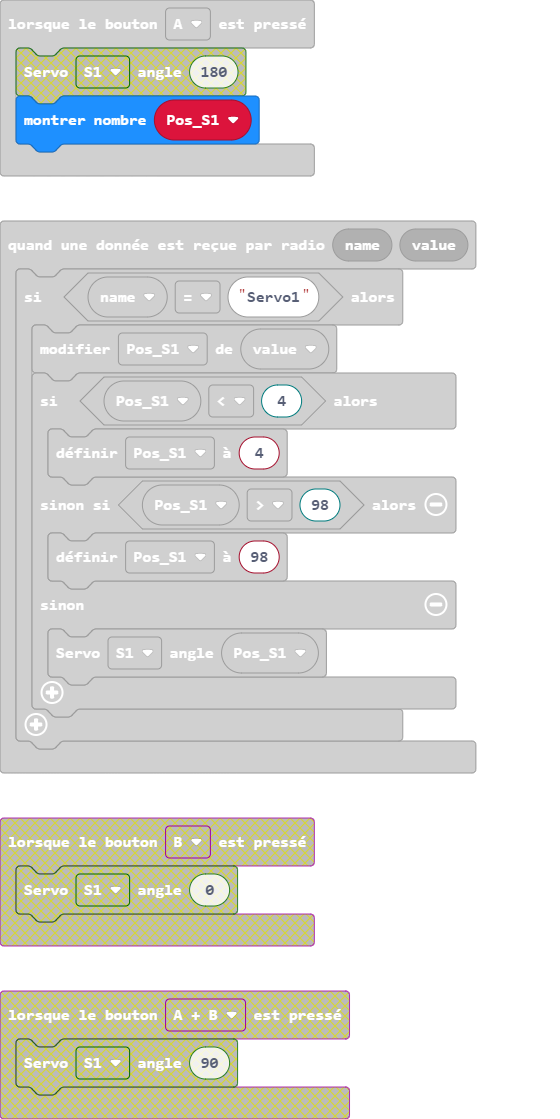 lorsque le bouton A est pressé
Servo S1 angle 180
montrer nombre Pos_S1
quand une donnée est reçue par radio name value
si name = "Servo1" alors
modifier Pos_S1 de value
si Pos_S1 < 4 alors
définir Pos_S1 à 4
sinon si Pos_S1 > 98 alors
définir Pos_S1 à 98
sinon
Servo S1 angle Pos_S1
lorsque le bouton B est pressé
Servo S1 angle 0
lorsque le bouton A + B est pressé
Servo S1 angle 90